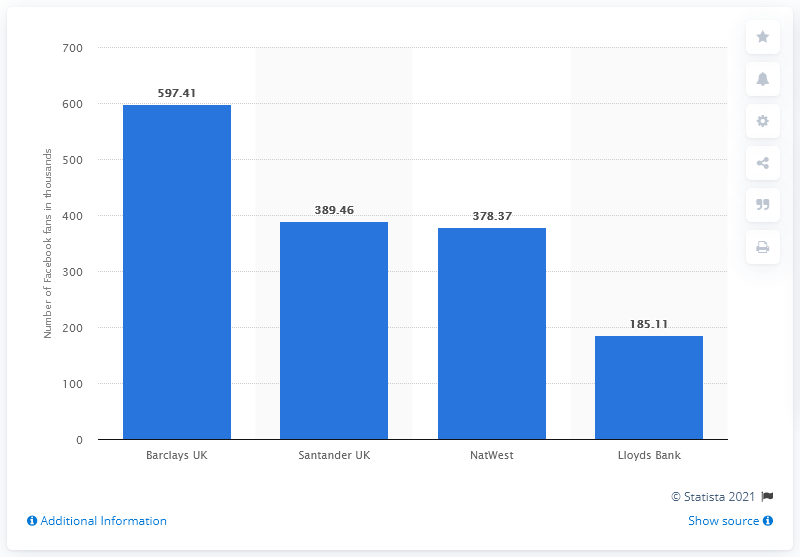 Number of Facebook fans in thousands
700
600
500
400
300
200
100
0
597.41
389.46
378.37
185.11
Barclays UK
Santander UK
NatWest
Lloyds Bank
© Statista 2021
Additional Information
Show source